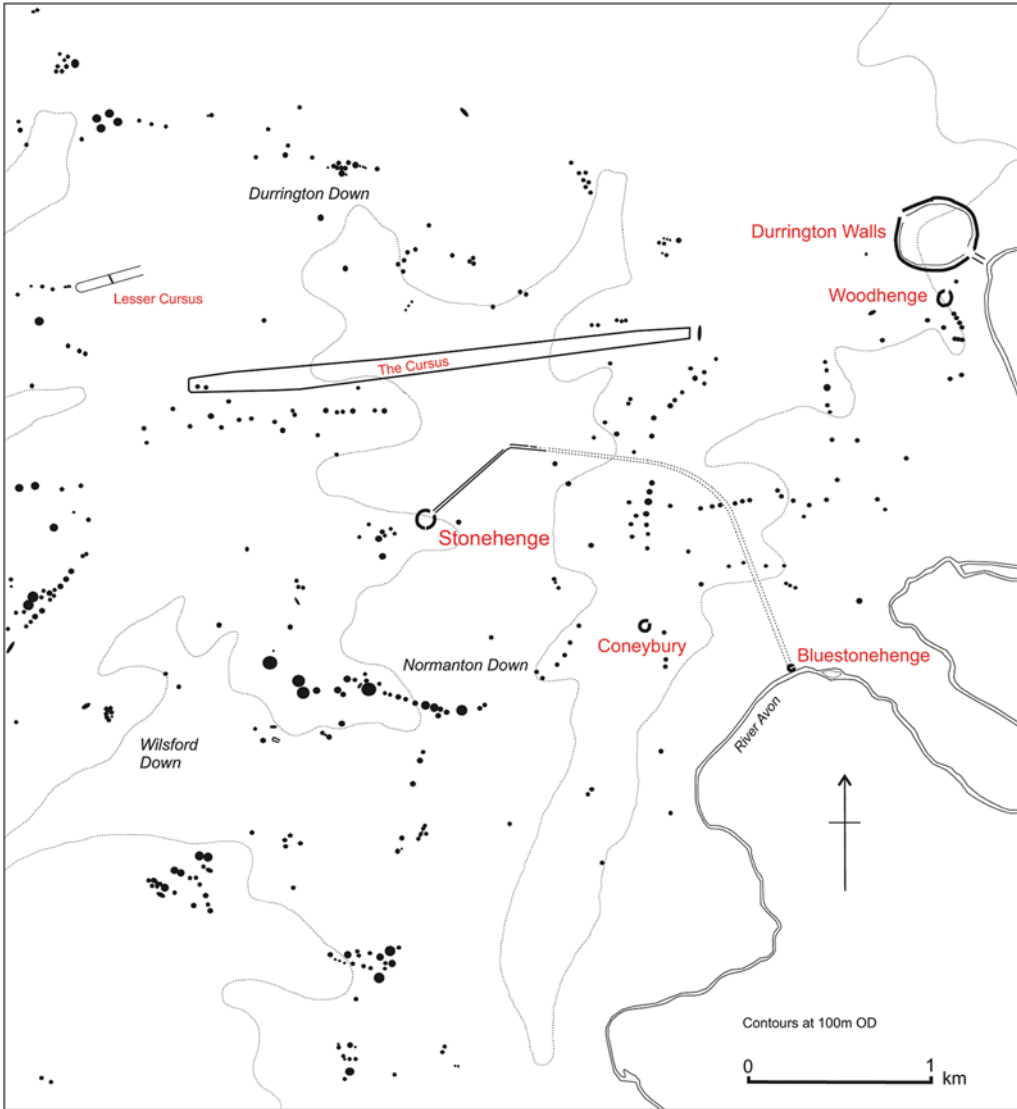 Durrington Down
Durrington Walls
Lesser Cursus
Woodhenge
The Cursus
Stonehenge
Coneybury
Normanton Down
Bluestonehenge
River Avon
Wilsford
Down
Contours at 100m OD
0 1
km